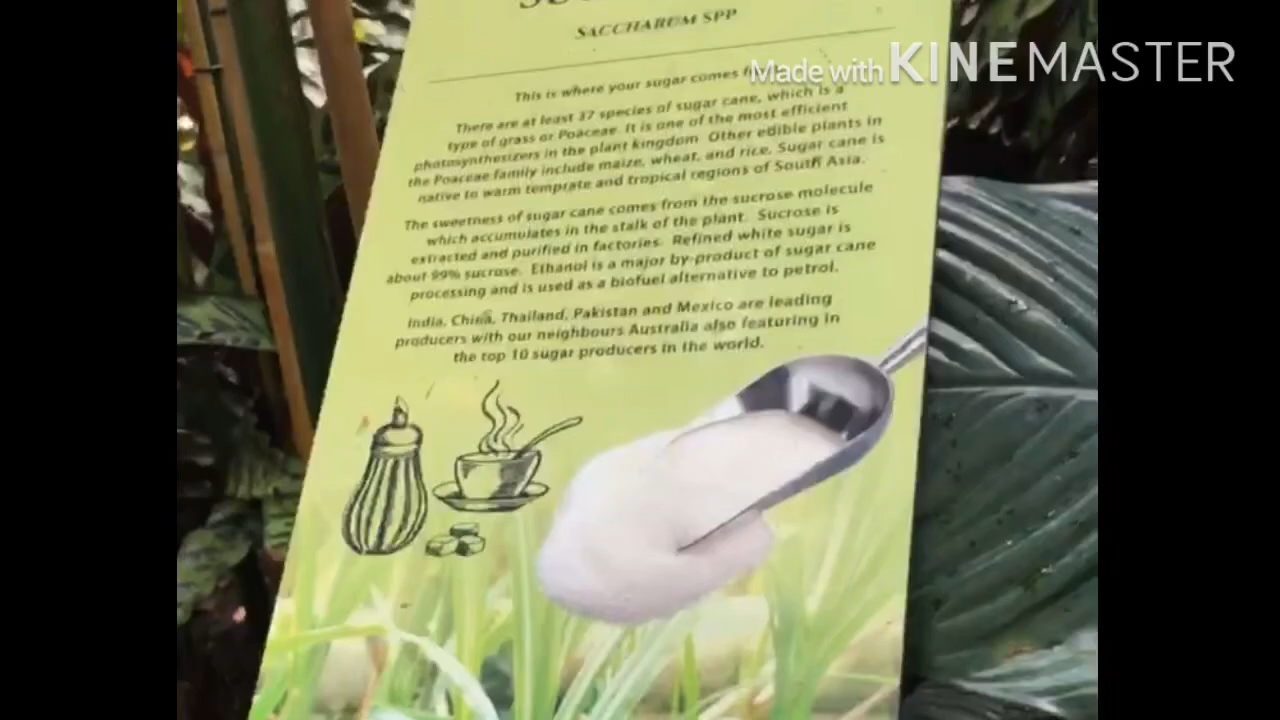 SACCHARUM SPP
Made with KINEMASTER
This is where your sugar comes
There are at least 37 species of sugar cane, which is a
type of grass or Poaceae. It is one of the most efficient
photosynthesizers in the plant kingdom Other edible plants in
the Poaceae family include maize, wheat, and rice. Sugar cane is
native to warm temprate and tropical regions of South Asia.
The sweetness of sugar cane comes from the sucrose molecule
which accumulates in the stalk of the plant. Sucrose is
extracted and purified in factories. Refined white sugar is
about 99% sucrose. Ethanol is a major by-product of sugar cane
processing and is used as a biofuel alternative to petrol.
India, China, Thailand, Pakistan and Mexico are leading
producers with our neighbours Australia also featuring in
the top 10 sugar producers in the world.